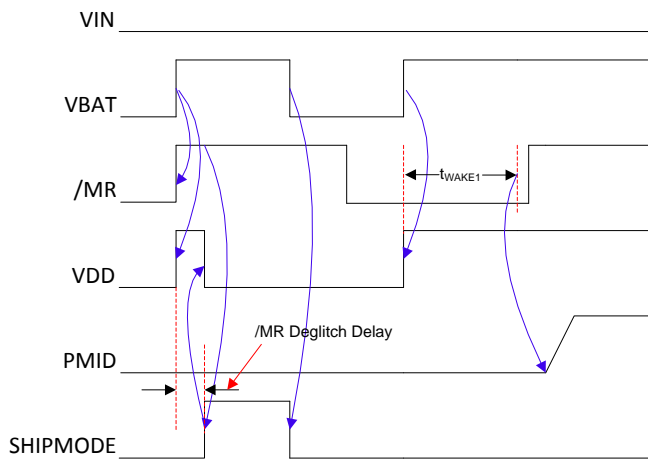 VIN
VBAT
/MR
tWAKE1
VDD
/MR Deglitch Delay
PMID
SHIPMODE